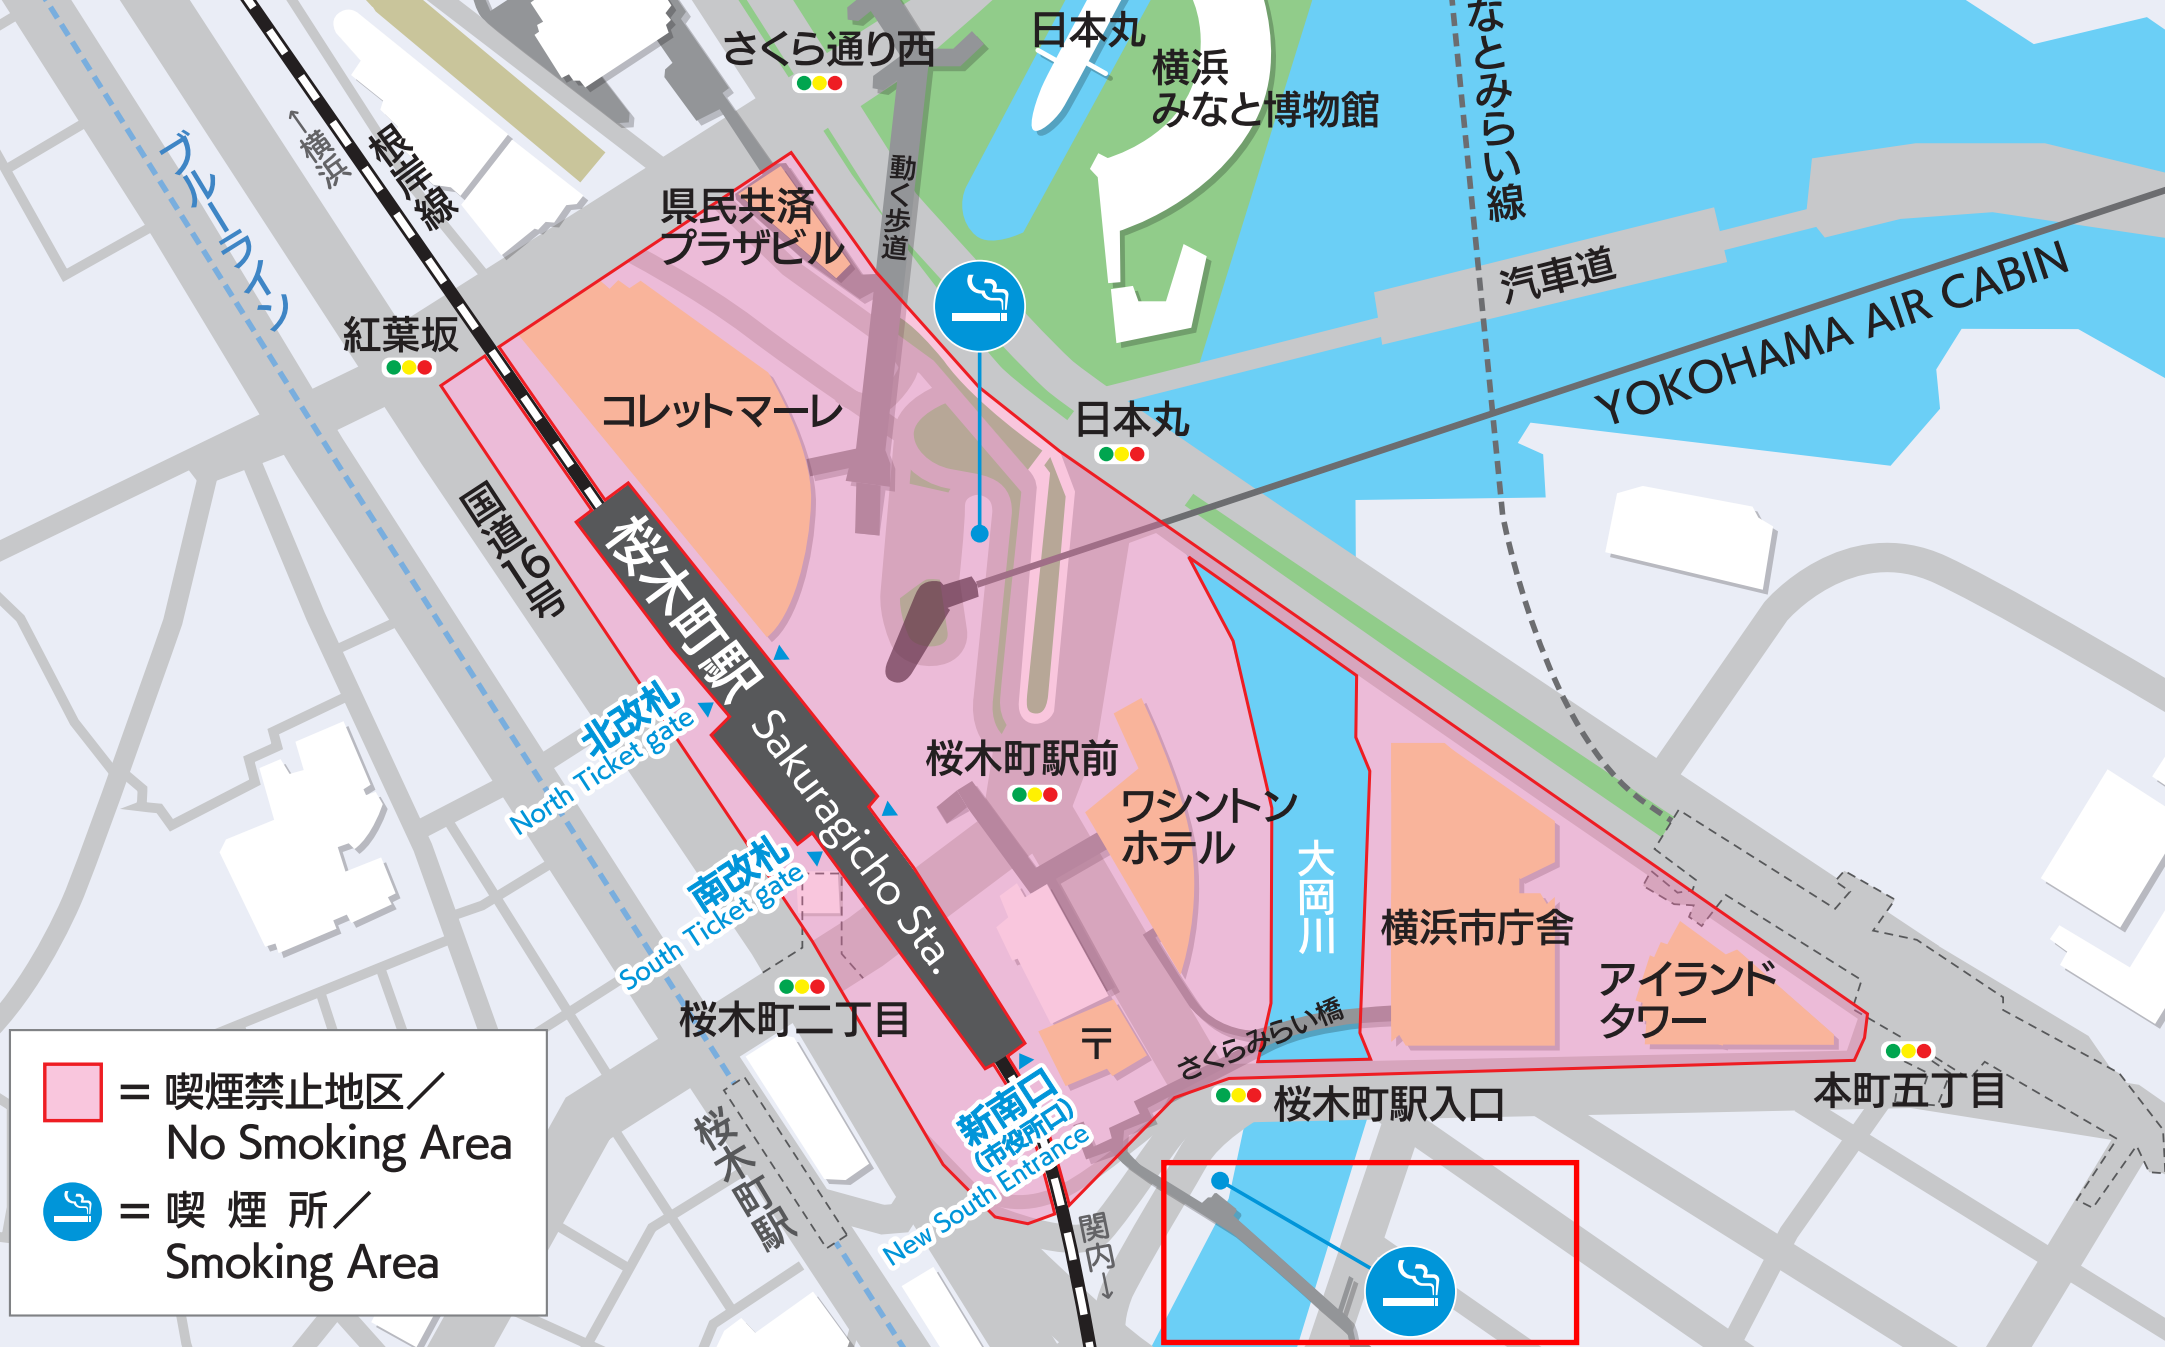 さくら通り西
日本丸
横浜
みなと博物館
なとみらい線
ブルーライン
↑横浜
根岸線
動く歩道
県民共済
プラザビル
汽車道
YOKOHAMA AIR CABIN
紅葉坂
コレットマーレ
日本丸
国道16号
桜木町駅 Sakuragicho Sta.
北改札
North Ticket gate
南改札
South Ticket gate
桜木町駅前
ワシントン
ホテル
大岡川
横浜市庁舎
アイランド
タワー
桜木町二丁目
〒
さくらみらい橋
新南口
(市役所口)
New South Entrance
桜木町駅入口
本町五丁目
桜木町駅
関内↓
= 喫煙禁止地区／
No Smoking Area
= 喫 煙 所／
Smoking Area